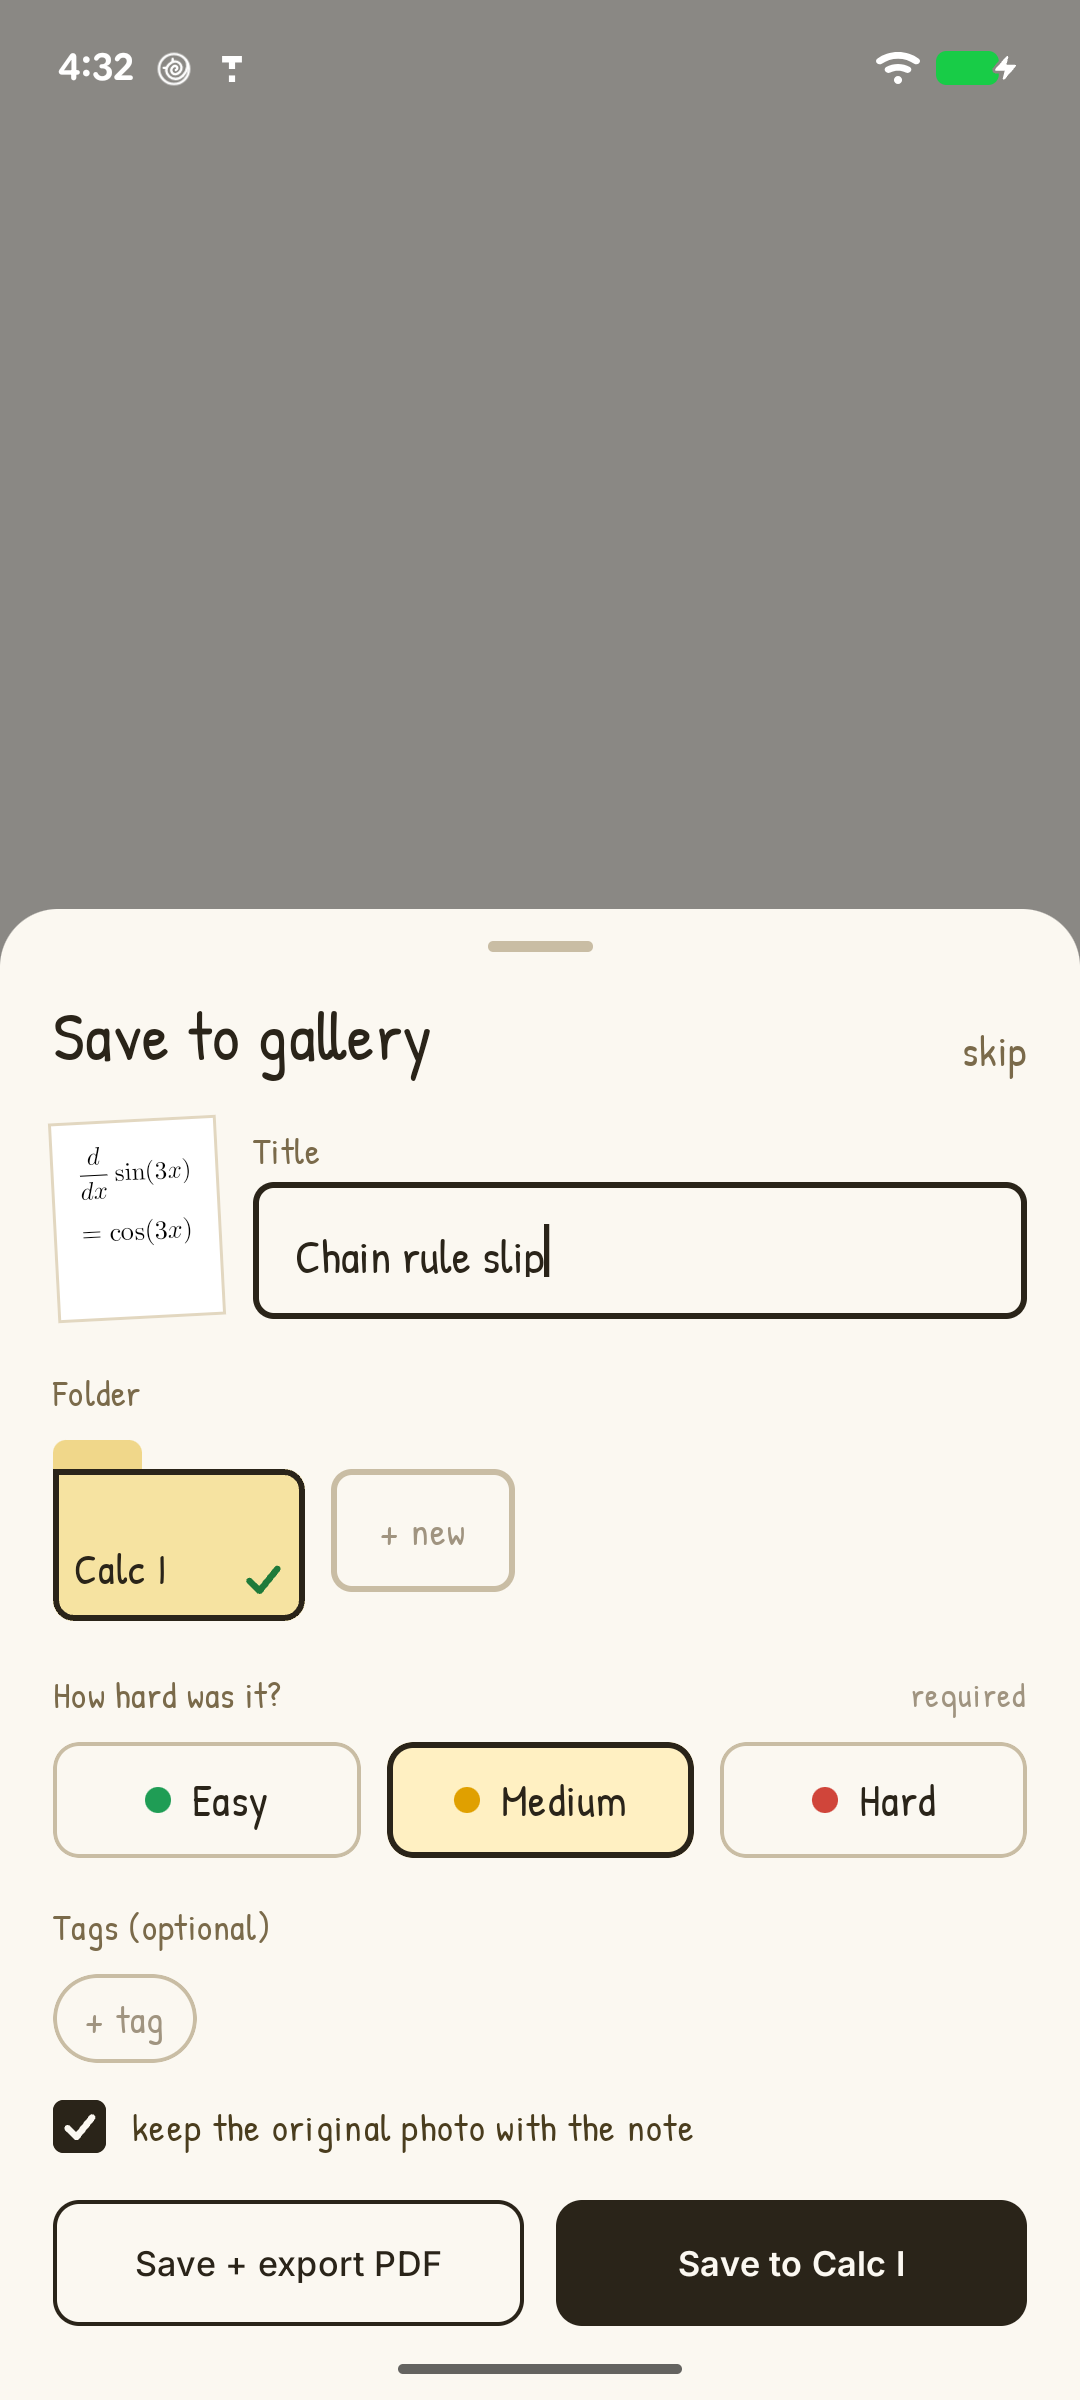 4:32
Save to gallery
skip
d/dx sin(3x)
= cos(3x)
Title
Chain rule slip
Folder
Calc I
+ new
How hard was it?
required
Easy
Medium
Hard
Tags (optional)
+ tag
keep the original photo with the note
Save + export PDF
Save to Calc I